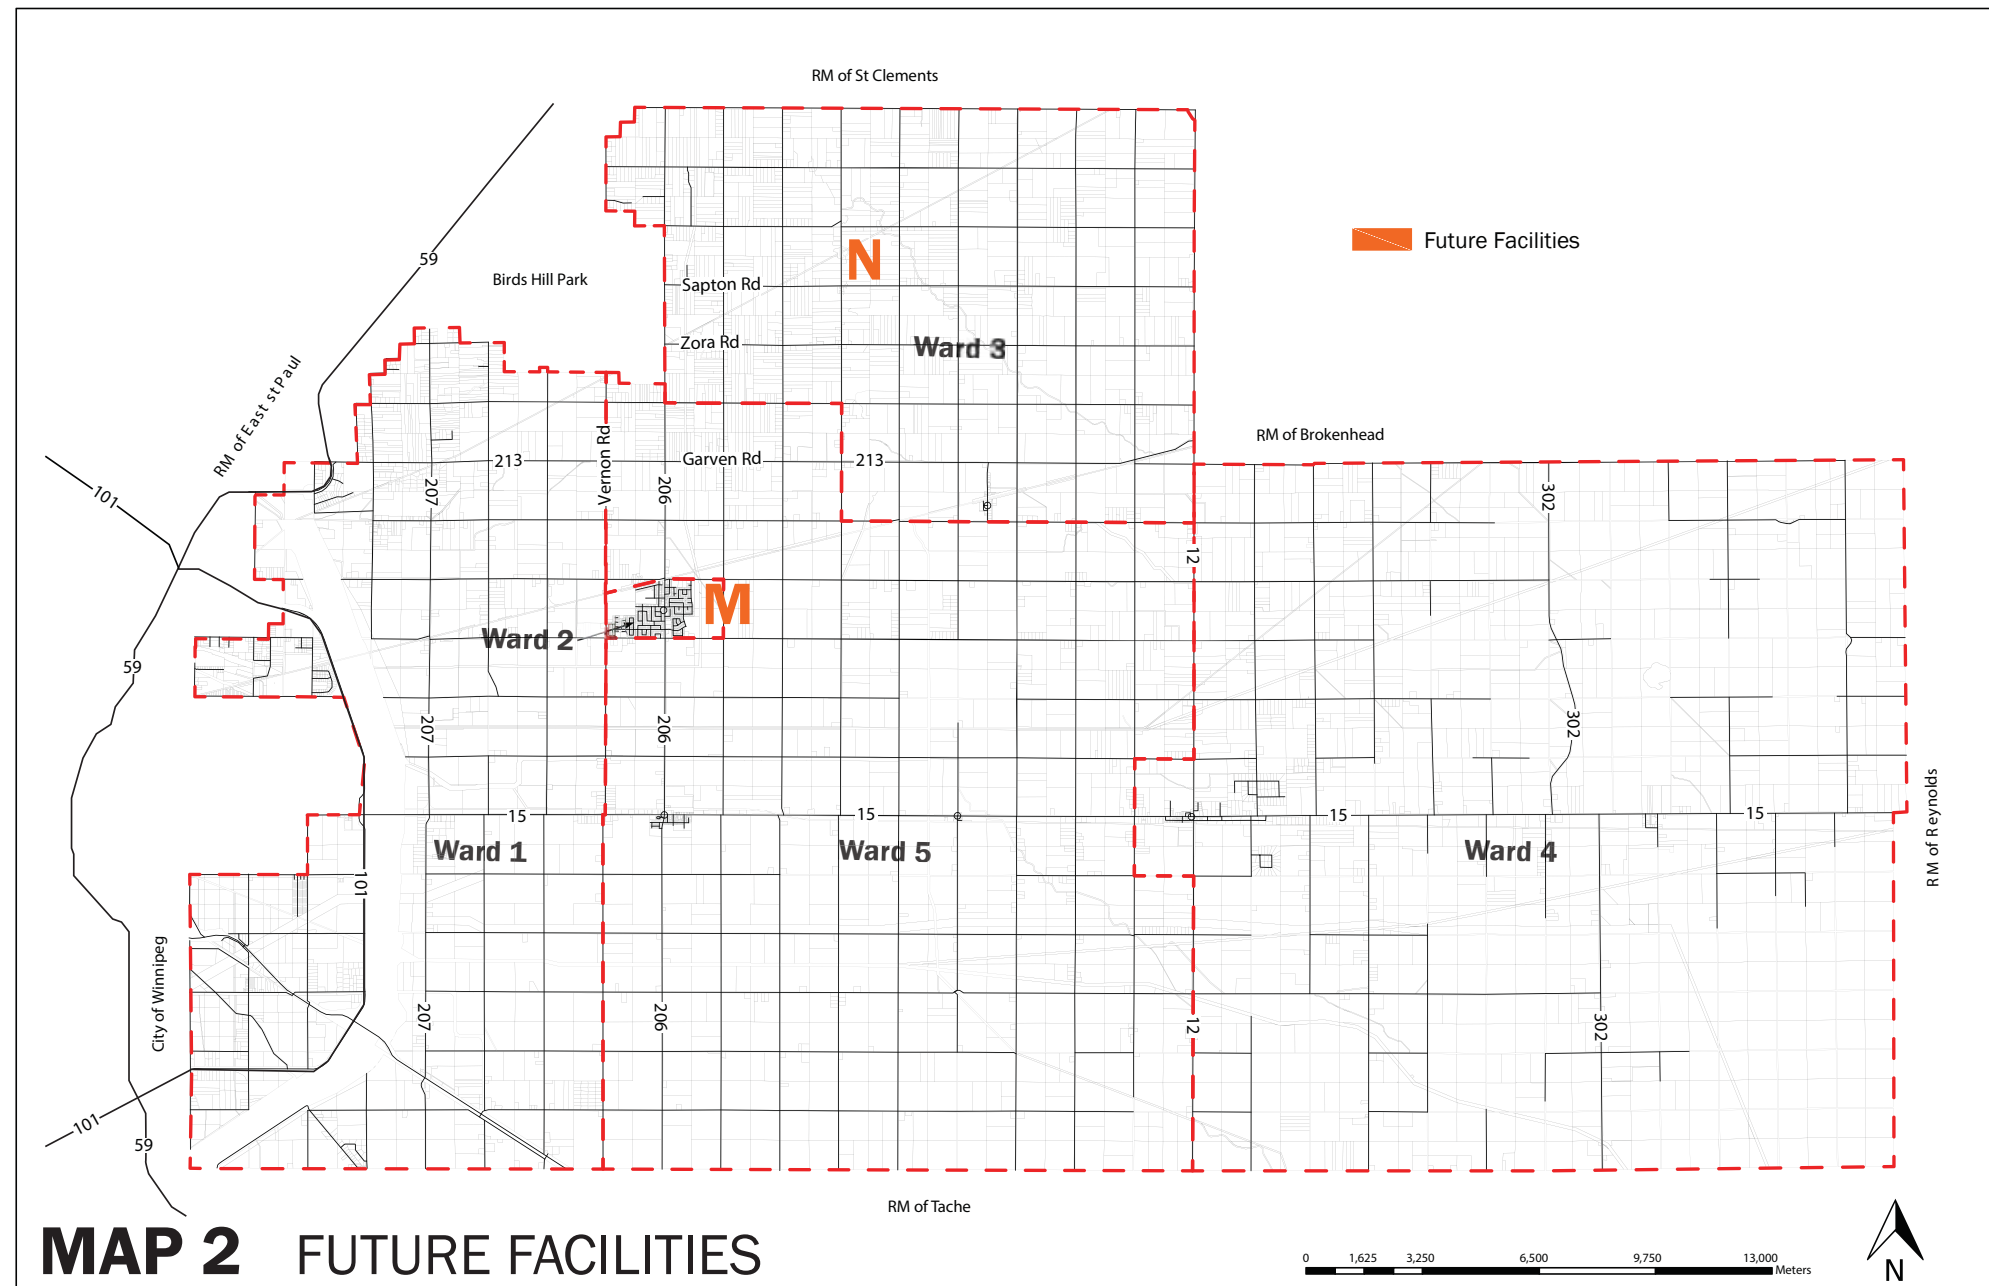 RM of St Clements
59
Birds Hill Park
N
Future Facilities
Sapton Rd
Zora Rd
Ward 3
RM of East st Paul
Vernon Rd
RM of Brokenhead
213
Garven Rd
213
101
207
206
302
12
M
Ward 2
59
207
206
302
15
15
15
15
RM of Reynolds
Ward 1
Ward 5
Ward 4
101
City of Winnipeg
207
206
12
302
101
59
RM of Tache
MAP 2 FUTURE FACILITIES
0 1,625 3,250 6,500 9,750 13,000
Meters
N